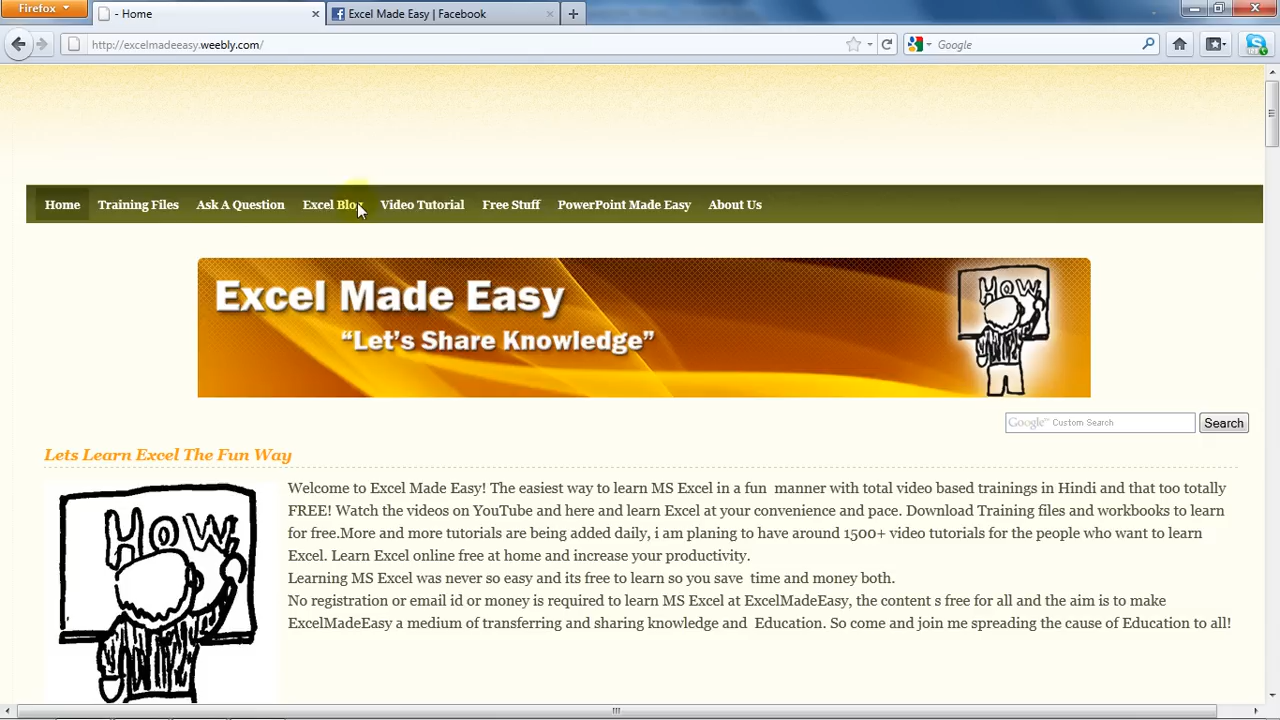 Firefox
- Home
Excel Made Easy | Facebook
http://excelmadeeasy.weebly.com/
Google
Home Training Files Ask A Question Excel Blog Video Tutorial Free Stuff PowerPoint Made Easy About Us
Excel Made Easy
“Let’s Share Knowledge”
HOW
Google™ Custom Search Search
Lets Learn Excel The Fun Way
HOW
Welcome to Excel Made Easy! The easiest way to learn MS Excel in a fun manner with total video based trainings in Hindi and that too totally
FREE! Watch the videos on YouTube and here and learn Excel at your convenience and pace. Download Training files and workbooks to learn
for free.More and more tutorials are being added daily, i am planing to have around 1500+ video tutorials for the people who want to learn
Excel. Learn Excel online free at home and increase your productivity.
Learning MS Excel was never so easy and its free to learn so you save time and money both.
No registration or email id or money is required to learn MS Excel at ExcelMadeEasy, the content s free for all and the aim is to make
ExcelMadeEasy a medium of transferring and sharing knowledge and Education. So come and join me spreading the cause of Education to all!